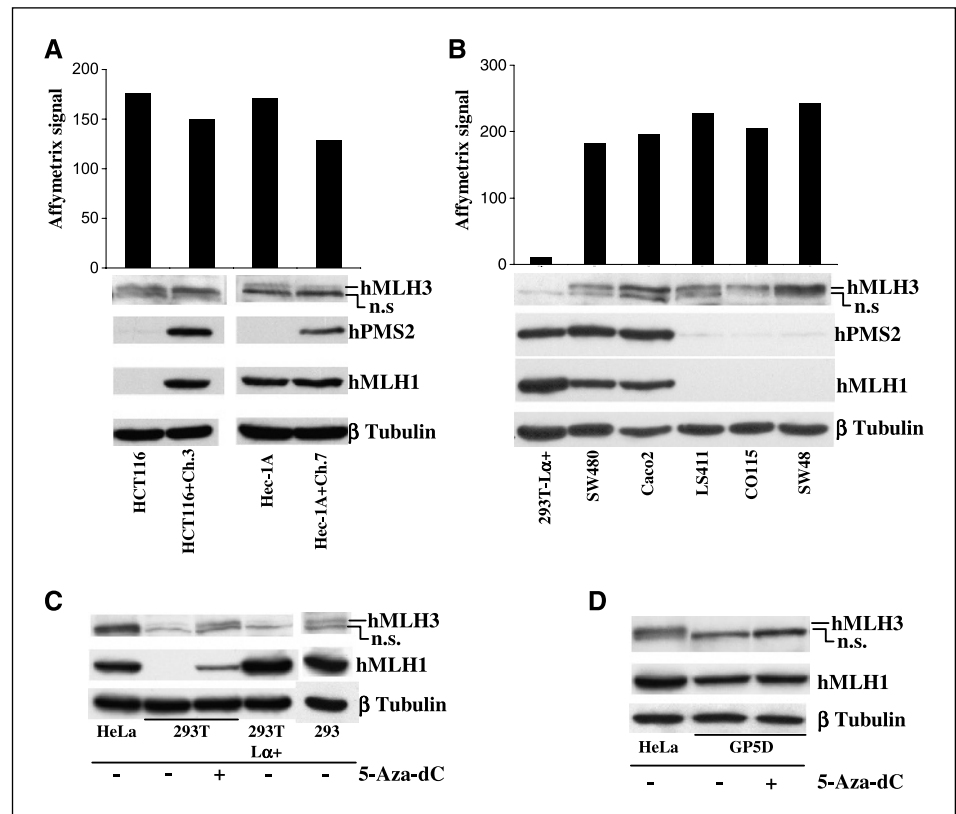 A
200
150
100
50
0
Affymetrix signal
hMLH3
n.s
hPMS2
hMLH1
β Tubulin
HCT116
HCT116+Ch.3
Hec-1A
Hec-1A+Ch.7
B
300
200
100
0
Affymetrix signal
hMLH3
n.s
hPMS2
hMLH1
β Tubulin
293T-Lα+
SW480
Caco2
LS411
CO115
SW48
C
hMLH3
n.s.
hMLH1
β Tubulin
HeLa 293T 293T 293
Lα+
- - + - - 5-Aza-dC
D
hMLH3
n.s.
hMLH1
β Tubulin
HeLa GP5D
- - + 5-Aza-dC